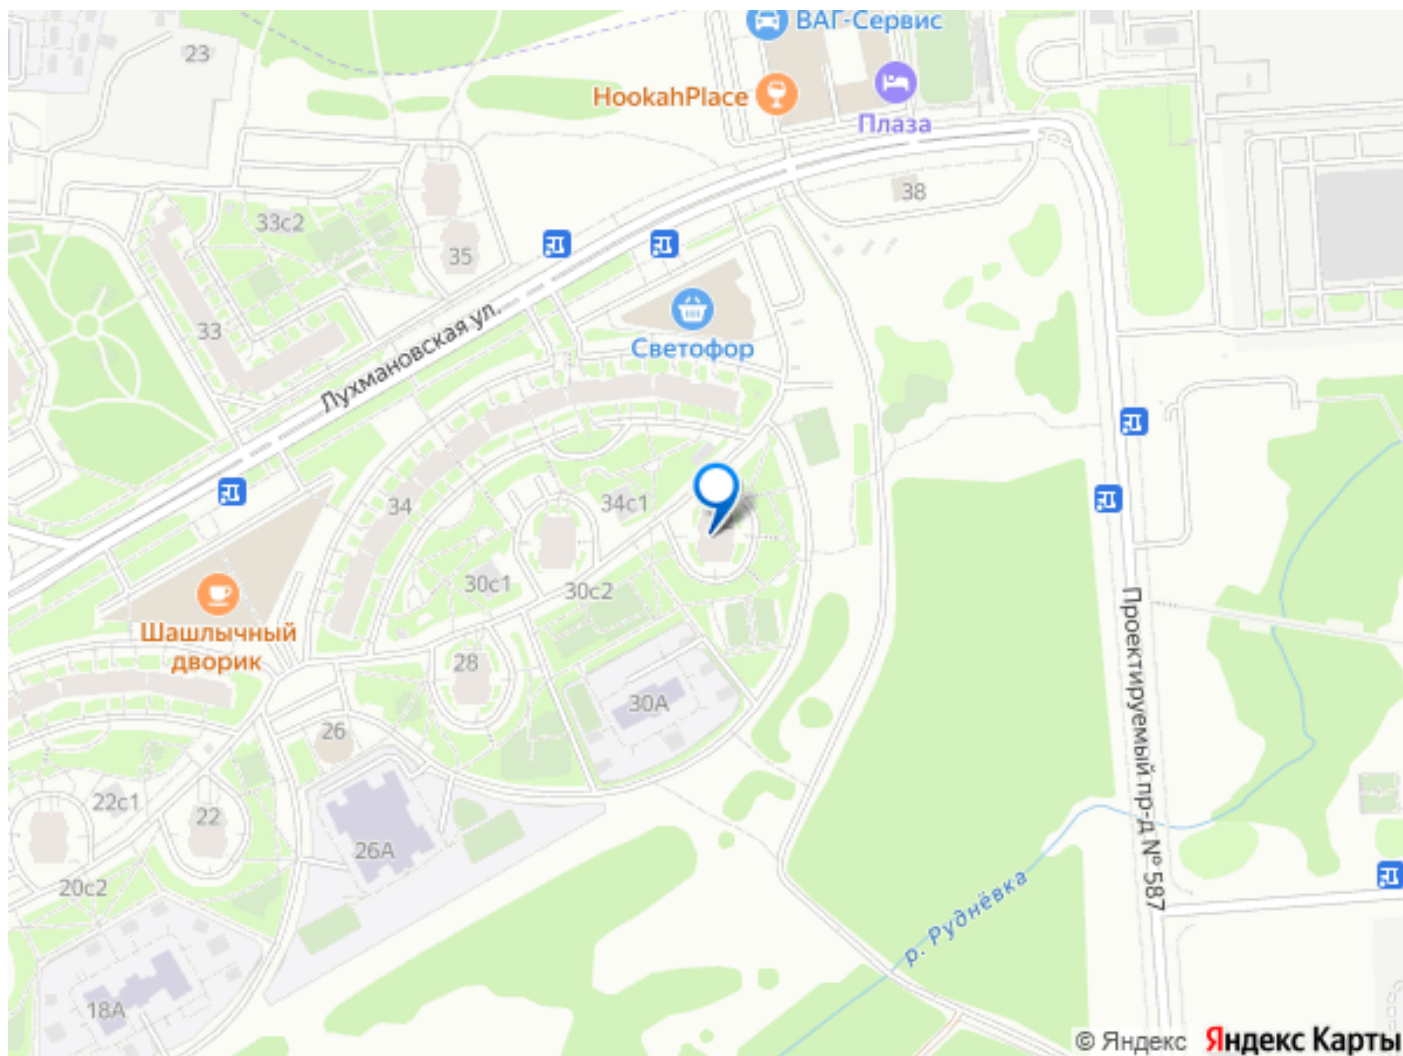 ВАГ-Сервис
23
HookahPlace
Плаза
38
33с2
35
33
Светофор
Лухмановская ул.
34
34с1
30с1
30с2
Шашлычный
дворик
28
30А
26
Проектируемый пр-д № 587
22с1
22
26А
20с2
р. Руднёвка
18А
© Яндекс Яндекс Карты